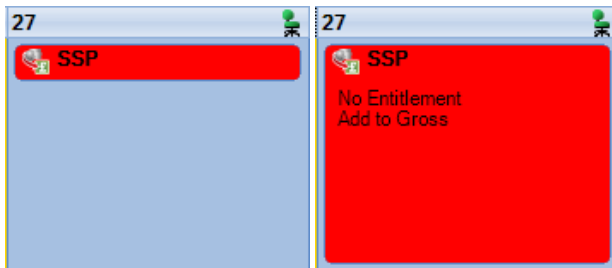 27
SSP
27
SSP
No Entitlement
Add to Gross